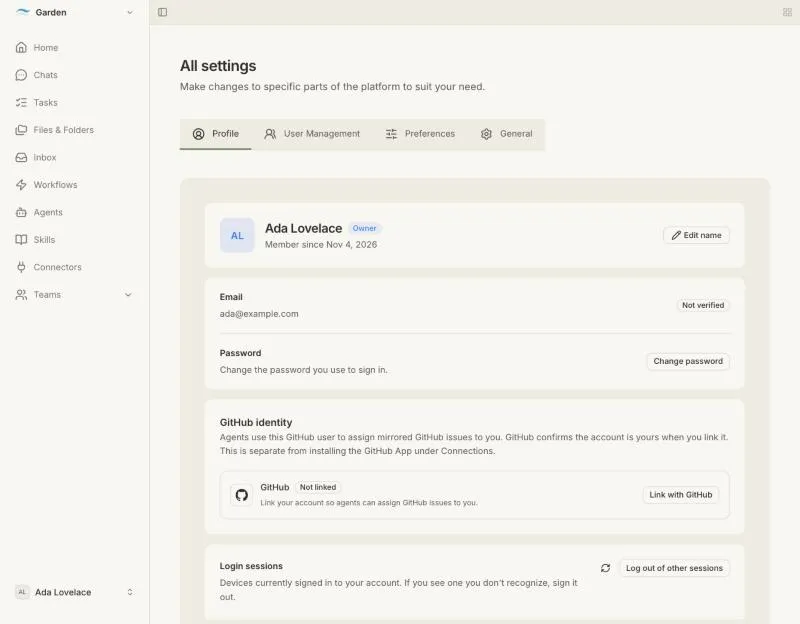 Garden
Home
Chats
Tasks
Files & Folders
Inbox
Workflows
Agents
Skills
Connectors
Teams
AL
Ada Lovelace
All settings
Make changes to specific parts of the platform to suit your need.
Profile
User Management
Preferences
General
AL
Ada Lovelace
Owner
Member since Nov 4, 2026
Edit name
Email
ada@example.com
Not verified
Password
Change the password you use to sign in.
Change password
GitHub identity
Agents use this GitHub user to assign mirrored GitHub issues to you. GitHub confirms the account is yours when you link it.
This is separate from installing the GitHub App under Connections.
GitHub
Not linked
Link your account so agents can assign GitHub issues to you.
Link with GitHub
Login sessions
Devices currently signed in to your account. If you see one you don't recognize, sign it
out.
Log out of other sessions